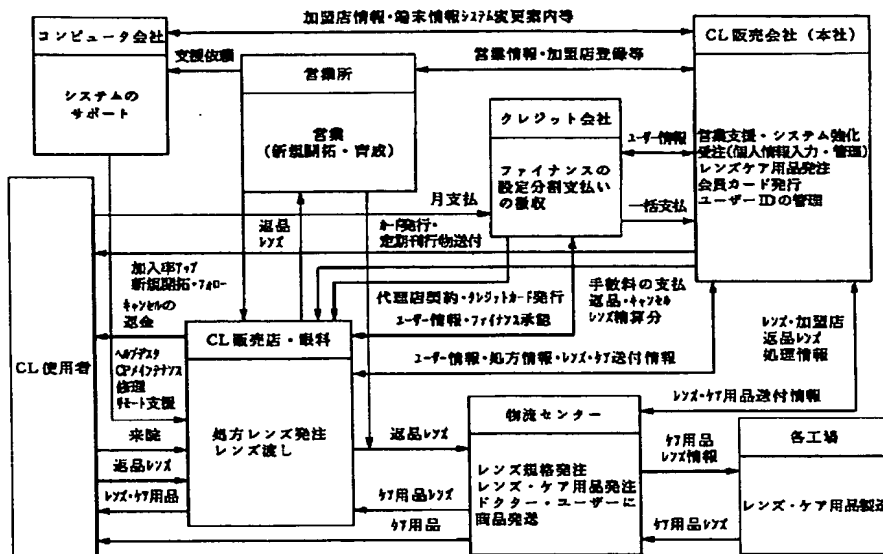 加盟店情報・端末情報システム変更案内等
コンピュータ会社
システムの
サポート
支援依頼
営業所
営業
(新規開拓・育成)
営業情報・加盟店登録等
CL販売会社(本社)
営業支援・システム強化
受注(個人情報入力・管理)
レンズケア用品発注
会員カード発行
ユーザーIDの管理
クレジット会社
ファイナンスの
設定分割支払い
の徴収
ユーザー情報
月支払
一括支払
返品
レンズ
カード発行・
定期刊行物送付
加入率アップ
新規開拓・フォロー
キャンセルの
返金
代理店契約・クレジットカード発行
手数料の支払
返品・キャンセル
レンズ精算分
ユーザー情報・ファイナンス承認
レンズ・加盟店
返品レンズ
処理情報
CL使用者
CL販売店・眼科
処方レンズ発注
レンズ渡し
ユーザー情報・処方情報・レンズ・ケア送付情報
ヘルプデスク
CPメインテナンス
修理
リモート支援
レンズ・ケア用品送付情報
来院
返品レンズ
レンズ・ケア用品
返品レンズ
物流センター
レンズ規格発注
レンズ・ケア用品発注
ドクター・ユーザーに
商品発送
ケア用品
レンズ情報
各工場
レンズ・ケア用品製造
ケア用品レンズ
ケア用品レンズ
ケア用品